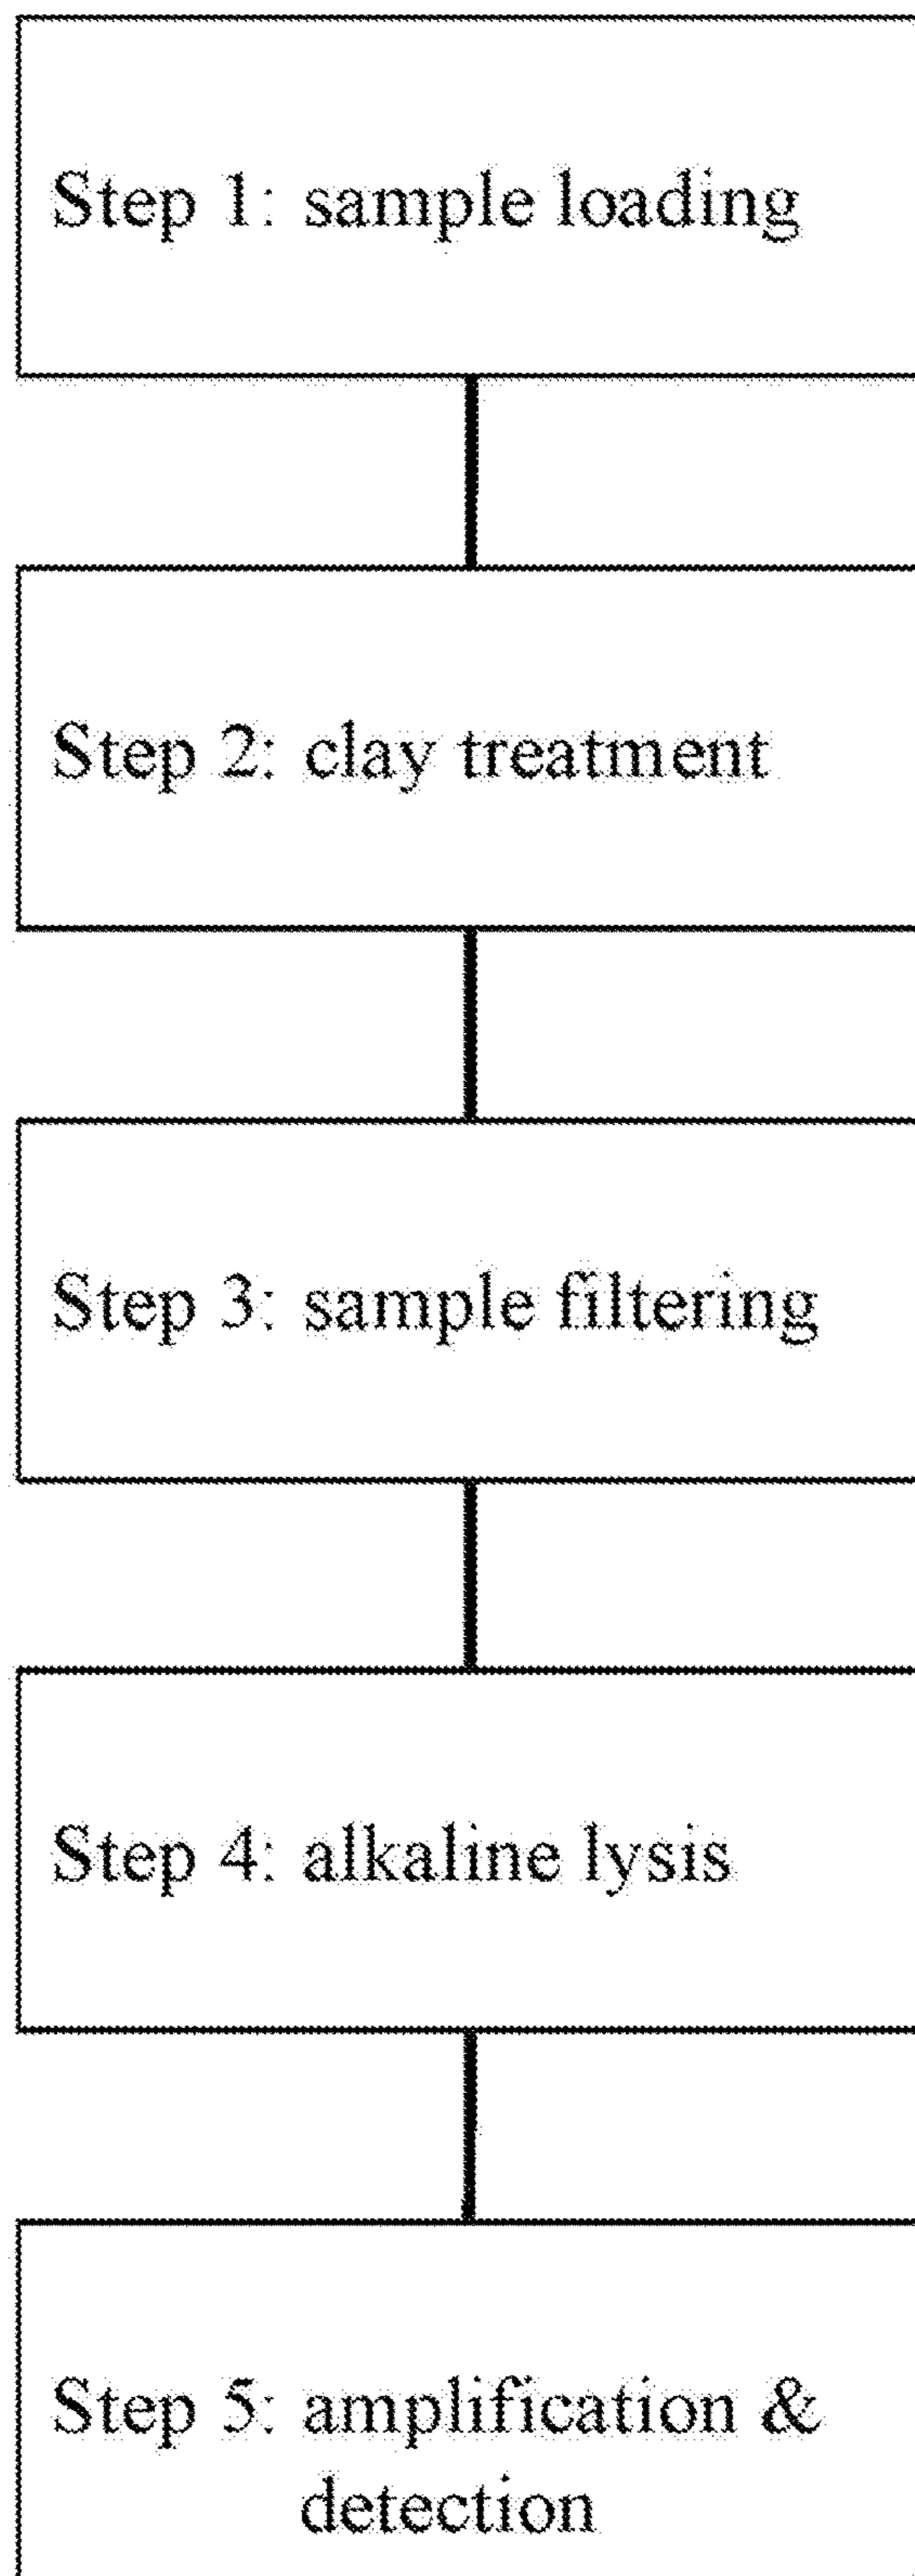 Step 1: sample loading
Step 2: clay treatment
Step 3: sample filtering
Step 4: alkaline lysis
Step 5: amplification &
detection